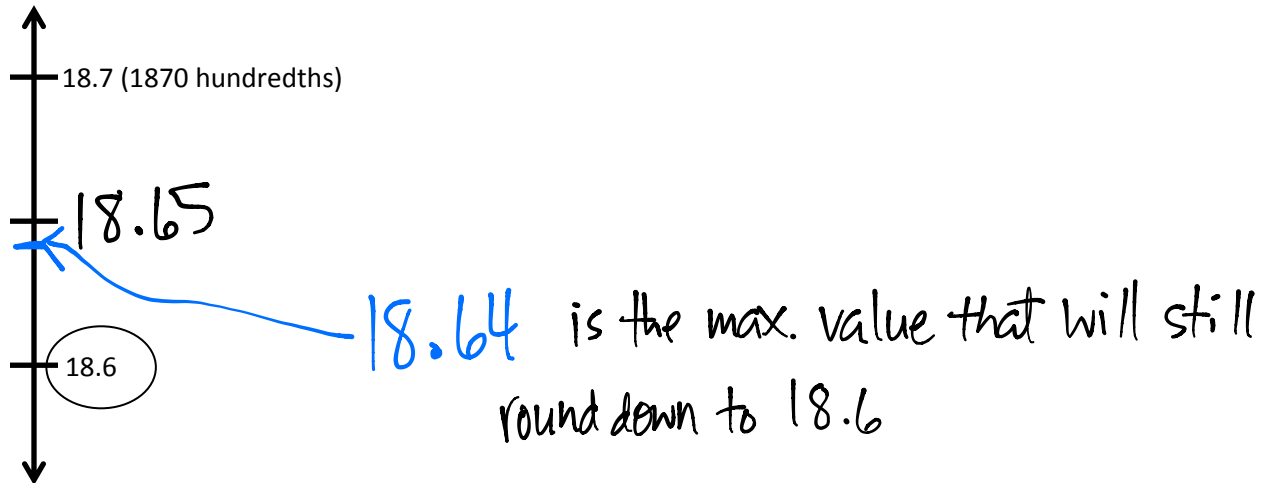 18.7 (1870 hundredths)
18.65
18.64 is the max. value that will still
18.6
round down to 18.6